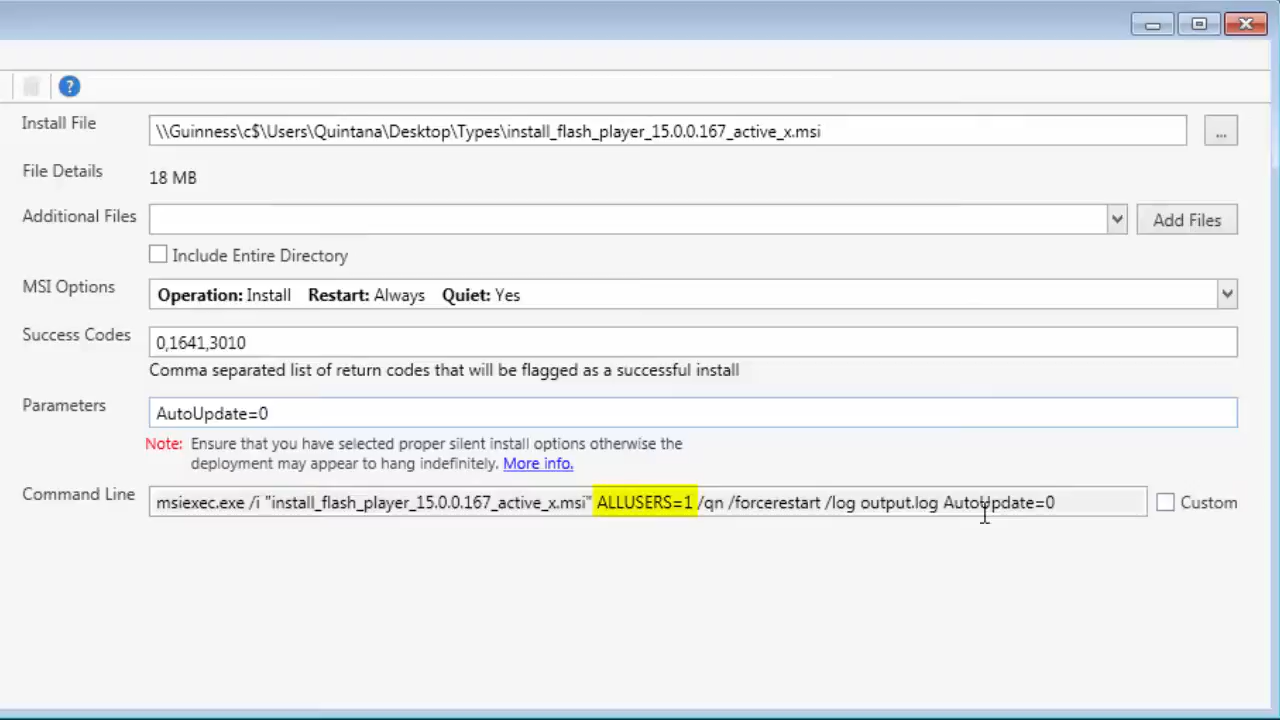 ?
Install File
\\Guinness\c$\Users\Quintana\Desktop\Types\install_flash_player_15.0.0.167_active_x.msi
...
File Details
18 MB
Additional Files
Add Files
Include Entire Directory
MSI Options
Operation: Install Restart: Always Quiet: Yes
Success Codes
0,1641,3010
Comma separated list of return codes that will be flagged as a successful install
Parameters
AutoUpdate=0
Note: Ensure that you have selected proper silent install options otherwise the
deployment may appear to hang indefinitely. More info.
Command Line
msiexec.exe /i "install_flash_player_15.0.0.167_active_x.msi" ALLUSERS=1 /qn /forcerestart /log output.log AutoUpdate=0
Custom